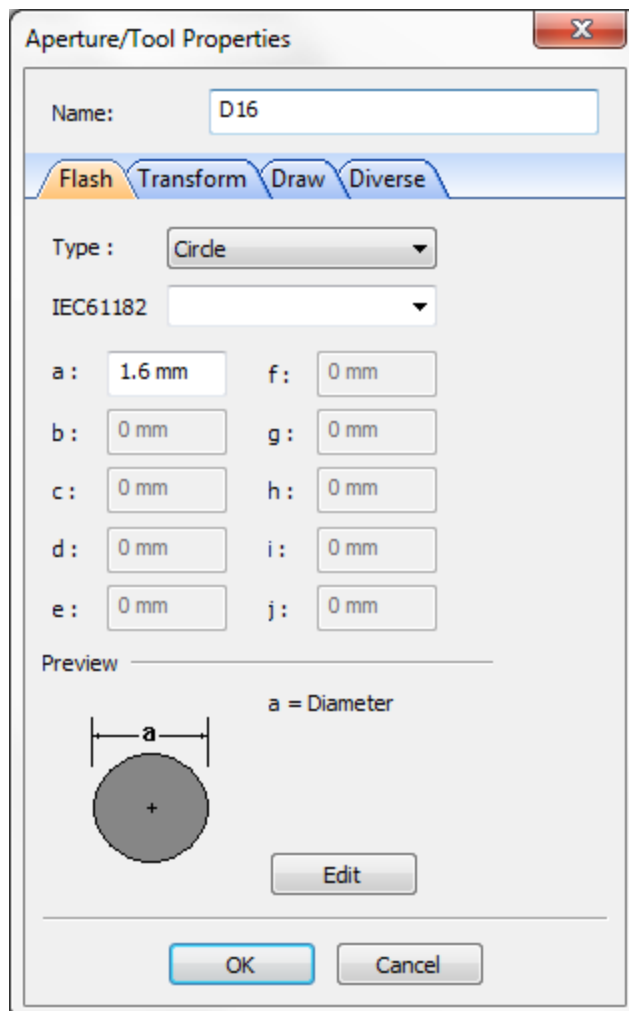 Aperture/Tool Properties
Name: D16
Flash Transform Draw Diverse
Type : Circle
IEC61182
a : 1.6 mm f : 0 mm
b : 0 mm g : 0 mm
c : 0 mm h : 0 mm
d : 0 mm i : 0 mm
e : 0 mm j : 0 mm
Preview
a = Diameter
a
Edit
OK Cancel